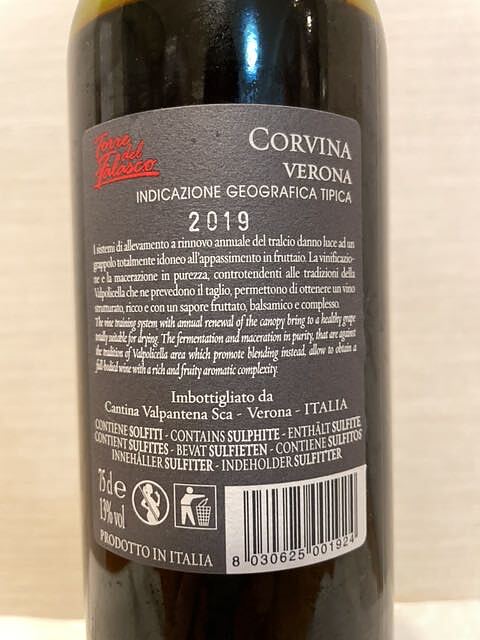 Torre
del
Falasco
CORVINA
VERONA
INDICAZIONE GEOGRAFICA TIPICA
2019
I sistemi di allevamento a rinnovo annuale del tralcio danno luce ad un
grappolo totalmente idoneo all'appassimento in fruttaio. La vinificazio-
ne e la macerazione in purezza, controtendenti alle tradizioni della
Valpolicella che ne prevedono il taglio, permettono di ottenere un vino
strutturato, ricco e con un sapore fruttato, balsamico e complesso.
The vine training system with annual renewal of the canopy bring to a healthy grape
totally suitable for drying. The fermentation and maceration in purity, that are against
the tradition of Valpolicella area which promote blending instead, allow to obtain a
full-bodied wine with a rich and fruity aromatic complexity.
Imbottigliato da
Cantina Valpantena Sca - Verona - ITALIA
CONTIENE SOLFITI - CONTAINS SULPHITE - ENTHÄLT SULFITE
CONTIENT SULFITES - BEVAT SULFIETEN - CONTIENE SULFITOS
INNEHÅLLER SULFITER - INDEHOLDER SULFITTER
75 cl e
13% vol
PRODOTTO IN ITALIA
8 030625 001924